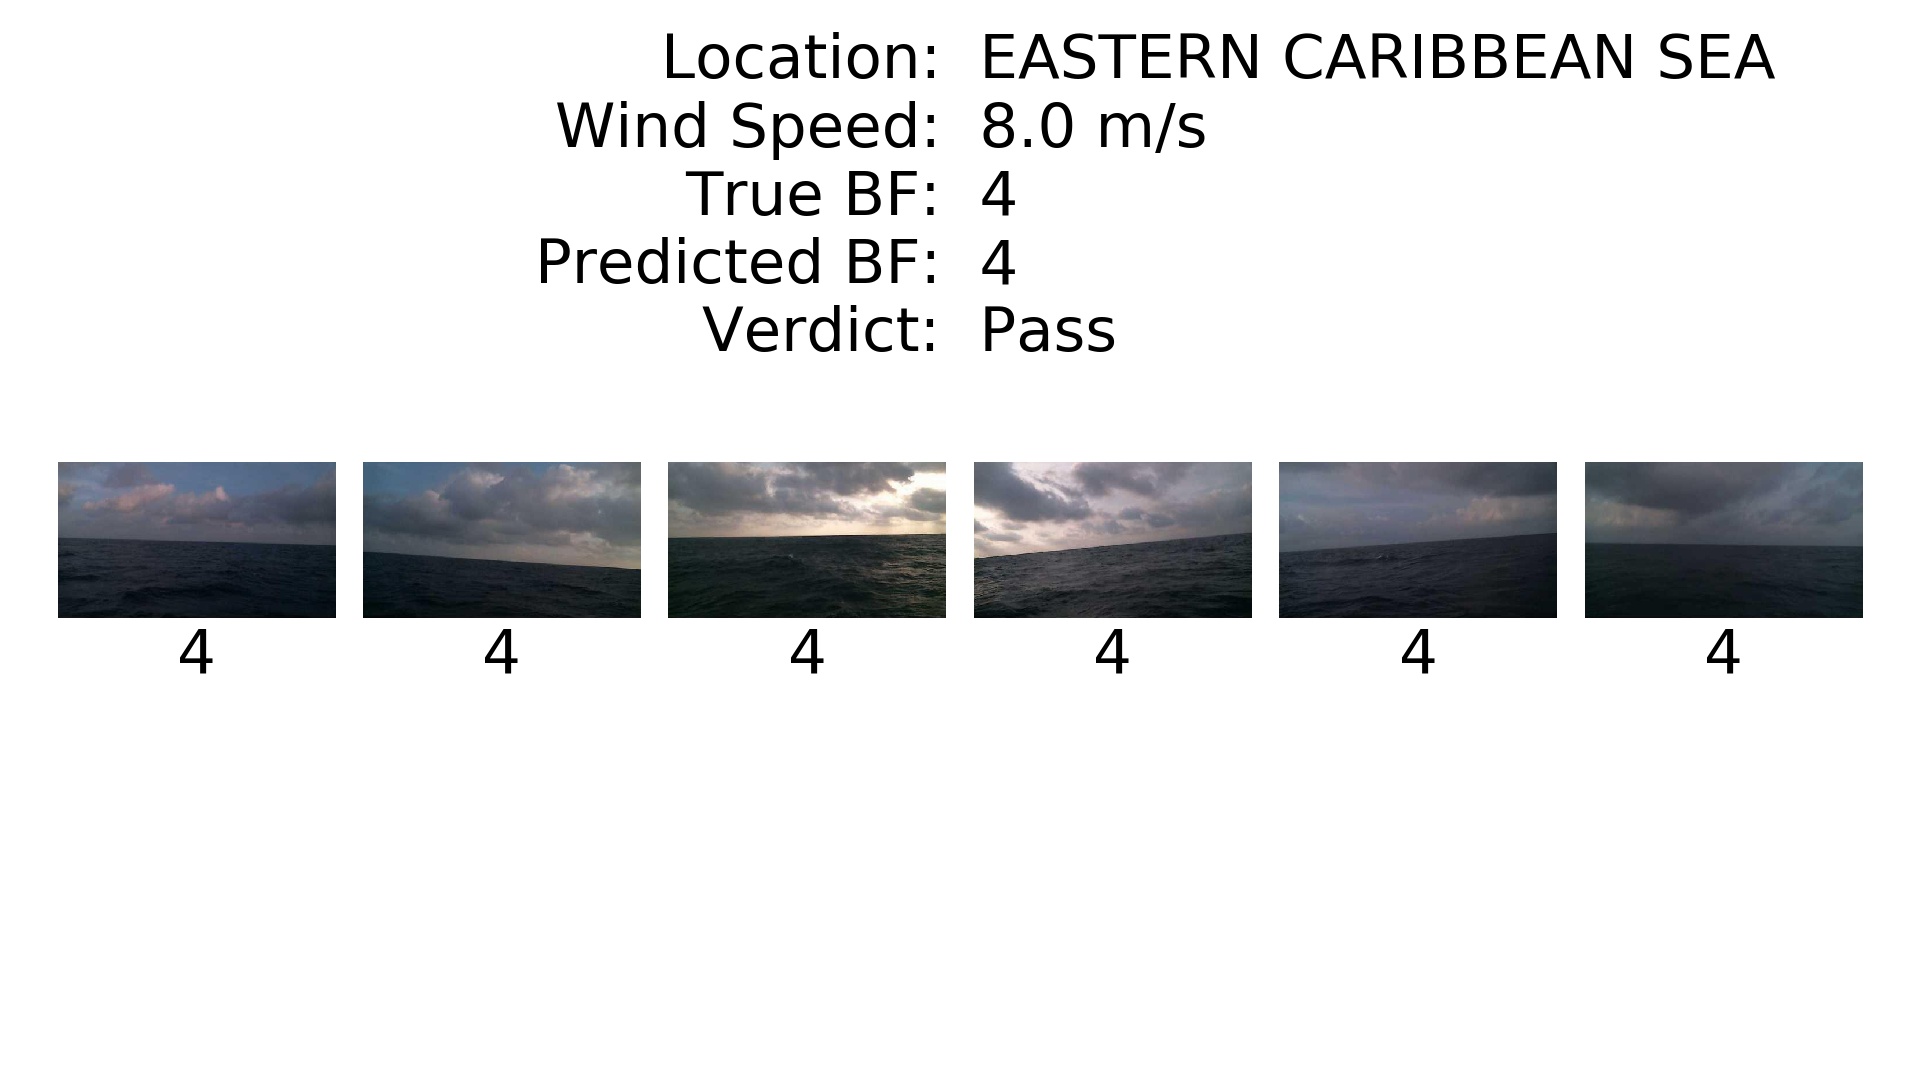 Location: EASTERN CARIBBEAN SEA
Wind Speed: 8.0 m/s
True BF: 4
Predicted BF: 4
Verdict: Pass
4 4 4 4 4 4